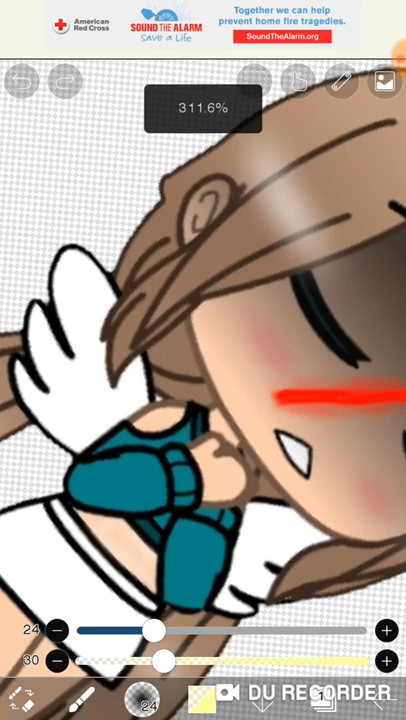 American
Red Cross
SOUND THE ALARM
Save a Life
Together we can help
prevent home fire tragedies.
SoundTheAlarm.org
311.6%
24
30
24
DU RECORDER